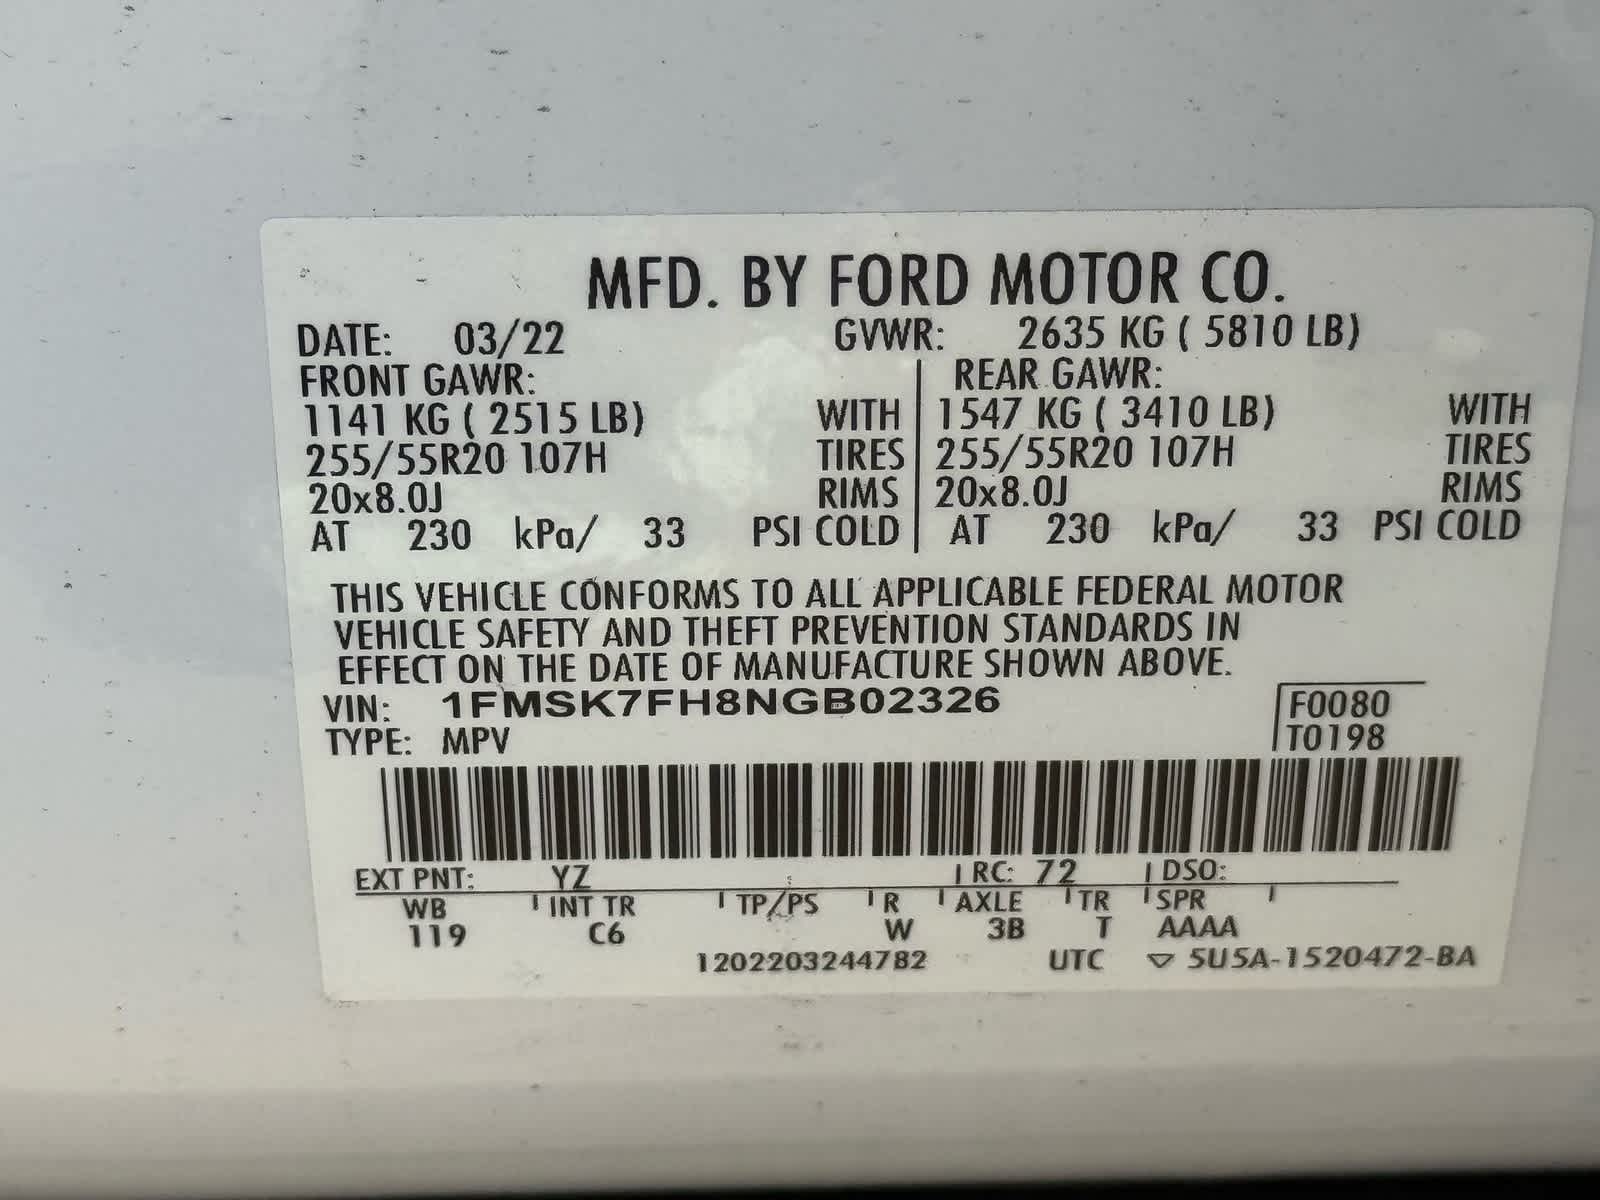 MFD. BY FORD MOTOR CO.
DATE: 03/22 GVWR: 2635 KG ( 5810 LB)
FRONT GAWR: REAR GAWR:
1141 KG ( 2515 LB) WITH 1547 KG ( 3410 LB) WITH
255/55R20 107H TIRES 255/55R20 107H TIRES
20x8.0J RIMS 20x8.0J RIMS
AT 230 kPa/ 33 PSI COLD AT 230 kPa/ 33 PSI COLD
THIS VEHICLE CONFORMS TO ALL APPLICABLE FEDERAL MOTOR
VEHICLE SAFETY AND THEFT PREVENTION STANDARDS IN
EFFECT ON THE DATE OF MANUFACTURE SHOWN ABOVE.
VIN: 1FMSK7FH8NGB02326 F0080
TYPE: MPV T0198
EXT PNT: YZ RC: 72 DSO:
WB INT TR TP/PS R AXLE TR SPR
119 C6 W 3B T AAAA
1202203244782 UTC ▽ 5U5A-1520472-BA